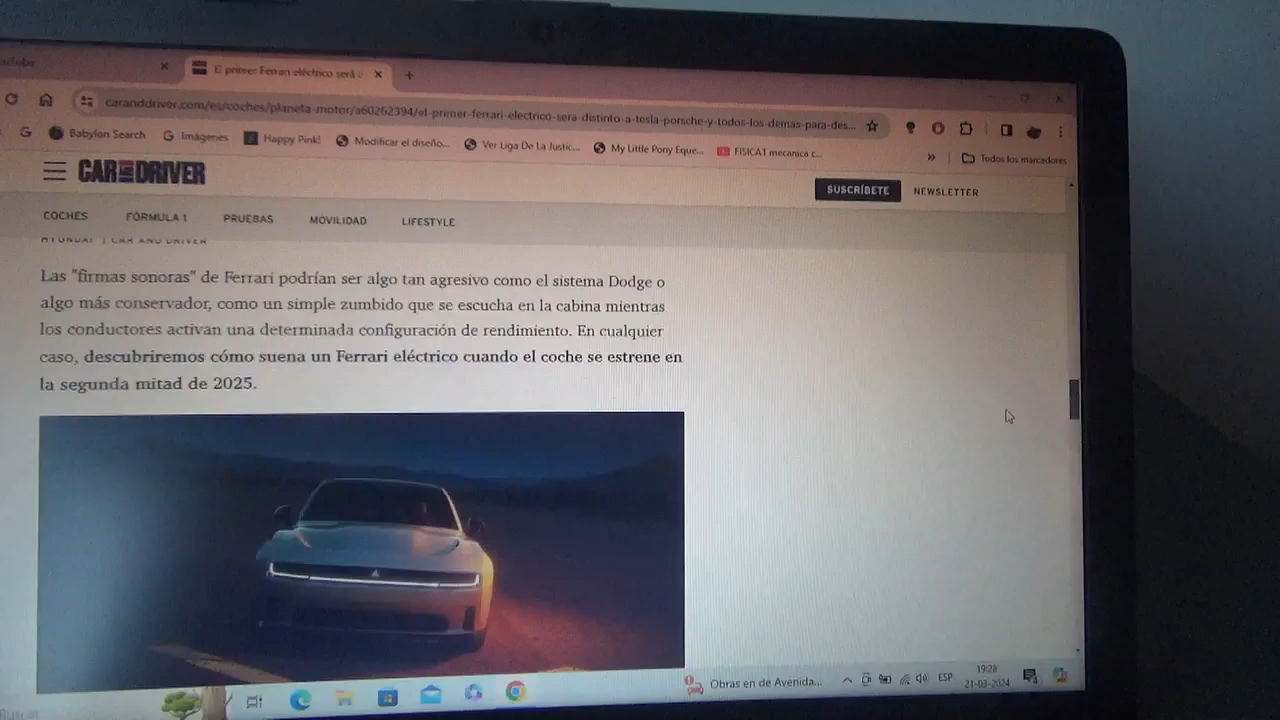 El primer Ferrari eléctrico será
caranddriver.com/es/coches/planeta-motor/a60262394/el-primer-ferrari-electrico-sera-distinto-a-tesla-porsche-y-todos-los-demas-para-des...
Babylon Search
Imágenes
Happy Pink!
Modificar el diseño...
Ver Liga De La Justic...
My Little Pony Eque...
FISICA1 mecanica c...
Todos los marcadores
CAR AND DRIVER
SUSCRÍBETE
NEWSLETTER
COCHES
FÓRMULA 1
PRUEBAS
MOVILIDAD
LIFESTYLE
HYUNDAI | CAR AND DRIVER
Las "firmas sonoras" de Ferrari podrían ser algo tan agresivo como el sistema Dodge o
algo más conservador, como un simple zumbido que se escucha en la cabina mientras
los conductores activan una determinada configuración de rendimiento. En cualquier
caso, descubriremos cómo suena un Ferrari eléctrico cuando el coche se estrene en
la segunda mitad de 2025.
Obras en de Avenida...
ESP
19:28
21-03-2024
Buscar